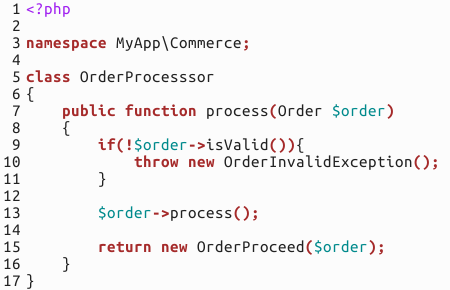 1 <?php
2
3 namespace MyApp\Commerce;
4
5 class OrderProcesssor
6 {
7     public function process(Order $order)
8     {
9         if(!$order->isValid()){
10             throw new OrderInvalidException();
11         }
12
13         $order->process();
14
15         return new OrderProceed($order);
16     }
17 }